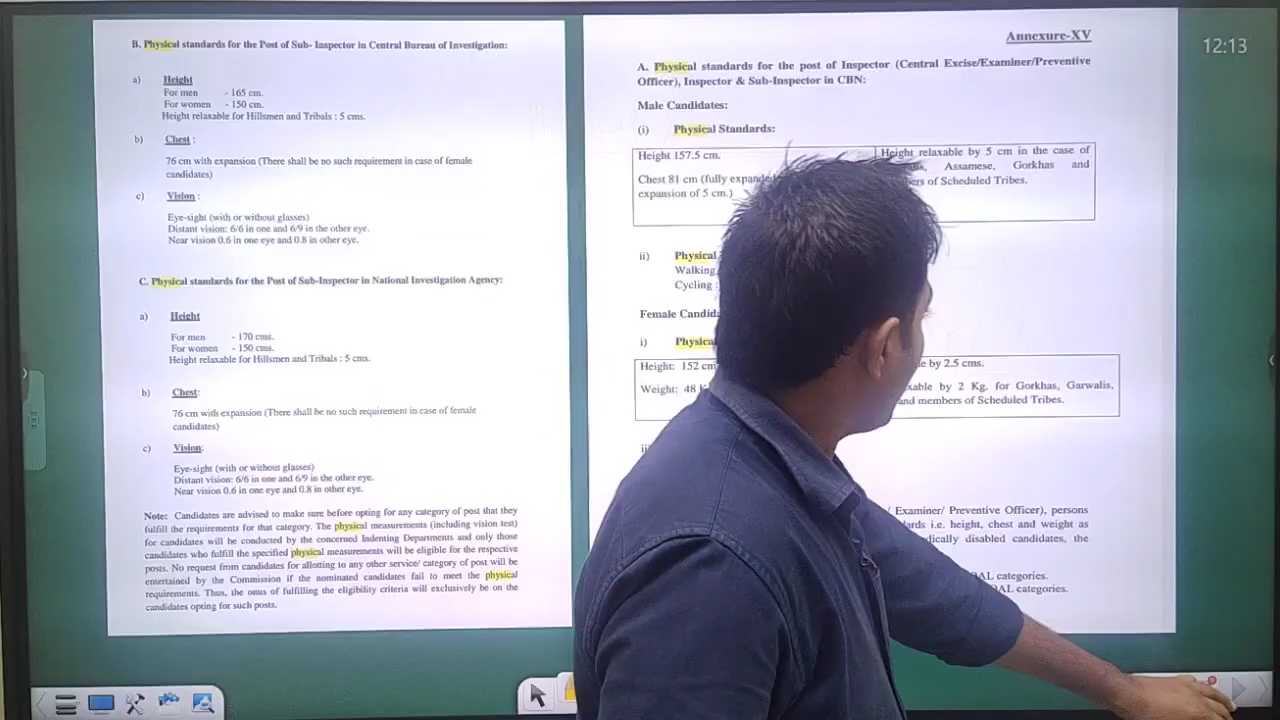 B. Physical standards for the Post of Sub- Inspector in Central Bureau of Investigation:
a) Height
For men - 165 cm.
For women - 150 cm.
Height relaxable for Hillsmen and Tribals : 5 cms.
b) Chest :
76 cm with expansion (There shall be no such requirement in case of female
candidates)
c) Vision :
Eye-sight (with or without glasses)
Distant vision: 6/6 in one and 6/9 in the other eye.
Near vision 0.6 in one eye and 0.8 in other eye.
C. Physical standards for the Post of Sub-Inspector in National Investigation Agency:
a) Height
For men - 170 cms.
For women - 150 cms.
Height relaxable for Hillsmen and Tribals : 5 cms.
b) Chest:
76 cm with expansion (There shall be no such requirement in case of female
candidates)
c) Vision:
Eye-sight (with or without glasses)
Distant vision: 6/6 in one and 6/9 in the other eye.
Near vision 0.6 in one eye and 0.8 in other eye.
Note: Candidates are advised to make sure before opting for any category of post that they
fulfill the requirements for that category. The physical measurements (including vision test)
for candidates will be conducted by the concerned Indenting Departments and only those
candidates who fulfill the specified physical measurements will be eligible for the respective
posts. No request from candidates for allotting to any other service/ category of post will be
entertained by the Commission if the nominated candidates fail to meet the physical
requirements. Thus, the onus of fulfilling the eligibility criteria will exclusively be on the
candidates opting for such posts.
Annexure-XV
12:13
A. Physical standards for the post of Inspector (Central Excise/Examiner/Preventive
Officer), Inspector & Sub-Inspector in CBN:
Male Candidates:
(i) Physical Standards:
Height 157.5 cm.
Chest 81 cm (fully expanded
expansion of 5 cm.)
Height relaxable by 5 cm in the case of
Assamese, Gorkhas and
of Scheduled Tribes.
ii) Physical
Walking
Cycling :
Female
i) Physical
Height: 152 cm
Weight: 48
by 2.5 cms.
by 2 Kg. for Gorkhas, Garwalis,
and members of Scheduled Tribes.
Examiner/ Preventive Officer), persons
i.e. height, chest and weight as
disabled candidates, the
categories.
categories.